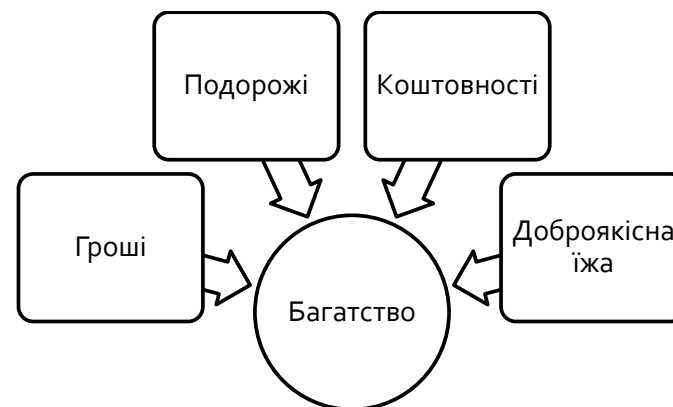 Подорожі
Коштовності
Гроші
Доброякісна
їжа
Багатство